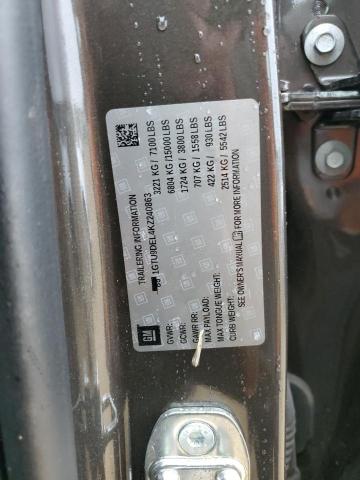 GM
TRAILERING INFORMATION
1GTU9DEL4KZ240863
GVWR: 3221 KG / 7100 LBS
GCWR: 6804 KG /15000 LBS
GAWR RR: 1724 KG / 3800 LBS
MAX PAYLOAD: 707 KG / 1558 LBS
MAX TONGUE WEIGHT: 422 KG / 930 LBS
CURB WEIGHT: 2514 KG / 5542 LBS
SEE OWNER'S MANUAL FOR MORE INFORMATION